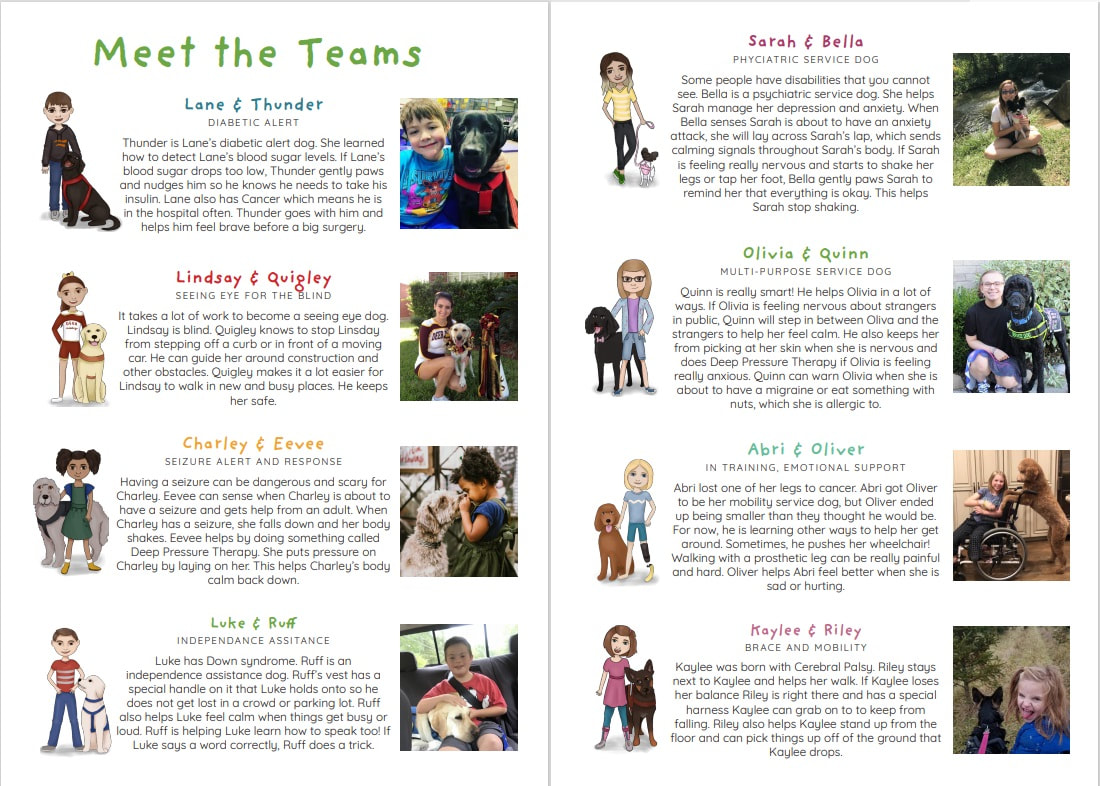 Meet the Teams
Lane & Thunder
DIABETIC ALERT
Thunder is Lane's diabetic alert dog. She learned
how to detect Lane's blood sugar levels. If Lane's
blood sugar drops too low, Thunder gently paws
and nudges him so he knows he needs to take his
insulin. Lane also has Cancer which means he is
in the hospital often. Thunder goes with him and
helps him feel brave before a big surgery.
Lindsay & Quigley
SEEING EYE FOR THE BLIND
It takes a lot of work to become a seeing eye dog.
Lindsay is blind. Quigley knows to stop Linsday
from stepping off a curb or in front of a moving
car. He can guide her around construction and
other obstacles. Quigley makes it a lot easier for
Lindsay to walk in new and busy places. He keeps
her safe.
Charley & Eevee
SEIZURE ALERT AND RESPONSE
Having a seizure can be dangerous and scary for
Charley. Eevee can sense when Charley is about to
have a seizure and gets help from an adult. When
Charley has a seizure, she falls down and her body
shakes. Eevee helps by doing something called
Deep Pressure Therapy. She puts pressure on
Charley by laying on her. This helps Charley's body
calm back down.
Luke & Ruff
INDEPENDANCE ASSITANCE
Luke has Down syndrome. Ruff is an
independence assistance dog. Ruff's vest has a
special handle on it that Luke holds onto so he
does not get lost in a crowd or parking lot. Ruff
also helps Luke feel calm when things get busy or
loud. Ruff is helping Luke learn how to speak too! If
Luke says a word correctly, Ruff does a trick.
Sarah & Bella
PHYCIATRIC SERVICE DOG
Some people have disabilities that you cannot
see. Bella is a psychiatric service dog. She helps
Sarah manage her depression and anxiety. When
Bella senses Sarah is about to have an anxiety
attack, she will lay across Sarah's lap, which sends
calming signals throughout Sarah's body. If Sarah
is feeling really nervous and starts to shake her
legs or tap her foot, Bella gently paws Sarah to
remind her that everything is okay. This helps
Sarah stop shaking.
Olivia & Quinn
MULTI-PURPOSE SERVICE DOG
Quinn is really smart! He helps Olivia in a lot of
ways. If Olivia is feeling nervous about strangers
in public, Quinn will step in between Oliva and the
strangers to help her feel calm. He also keeps her
from picking at her skin when she is nervous and
does Deep Pressure Therapy if Olivia is feeling
really anxious. Quinn can warn Olivia when she is
about to have a migraine or eat something with
nuts, which she is allergic to.
Abri & Oliver
IN TRAINING, EMOTIONAL SUPPORT
Abri lost one of her legs to cancer. Abri got Oliver
to be her mobility service dog, but Oliver ended
up being smaller than they thought he would be.
For now, he is learning other ways to help her get
around. Sometimes, he pushes her wheelchair!
Walking with a prosthetic leg can be really painful
and hard. Oliver helps Abri feel better when she is
sad or hurting.
Kaylee & Riley
BRACE AND MOBILITY
Kaylee was born with Cerebral Palsy. Riley stays
next to Kaylee and helps her walk. If Kaylee loses
her balance Riley is right there and has a special
harness Kaylee can grab on to to keep from
falling. Riley also helps Kaylee stand up from the
floor and can pick things up off of the ground that
Kaylee drops.